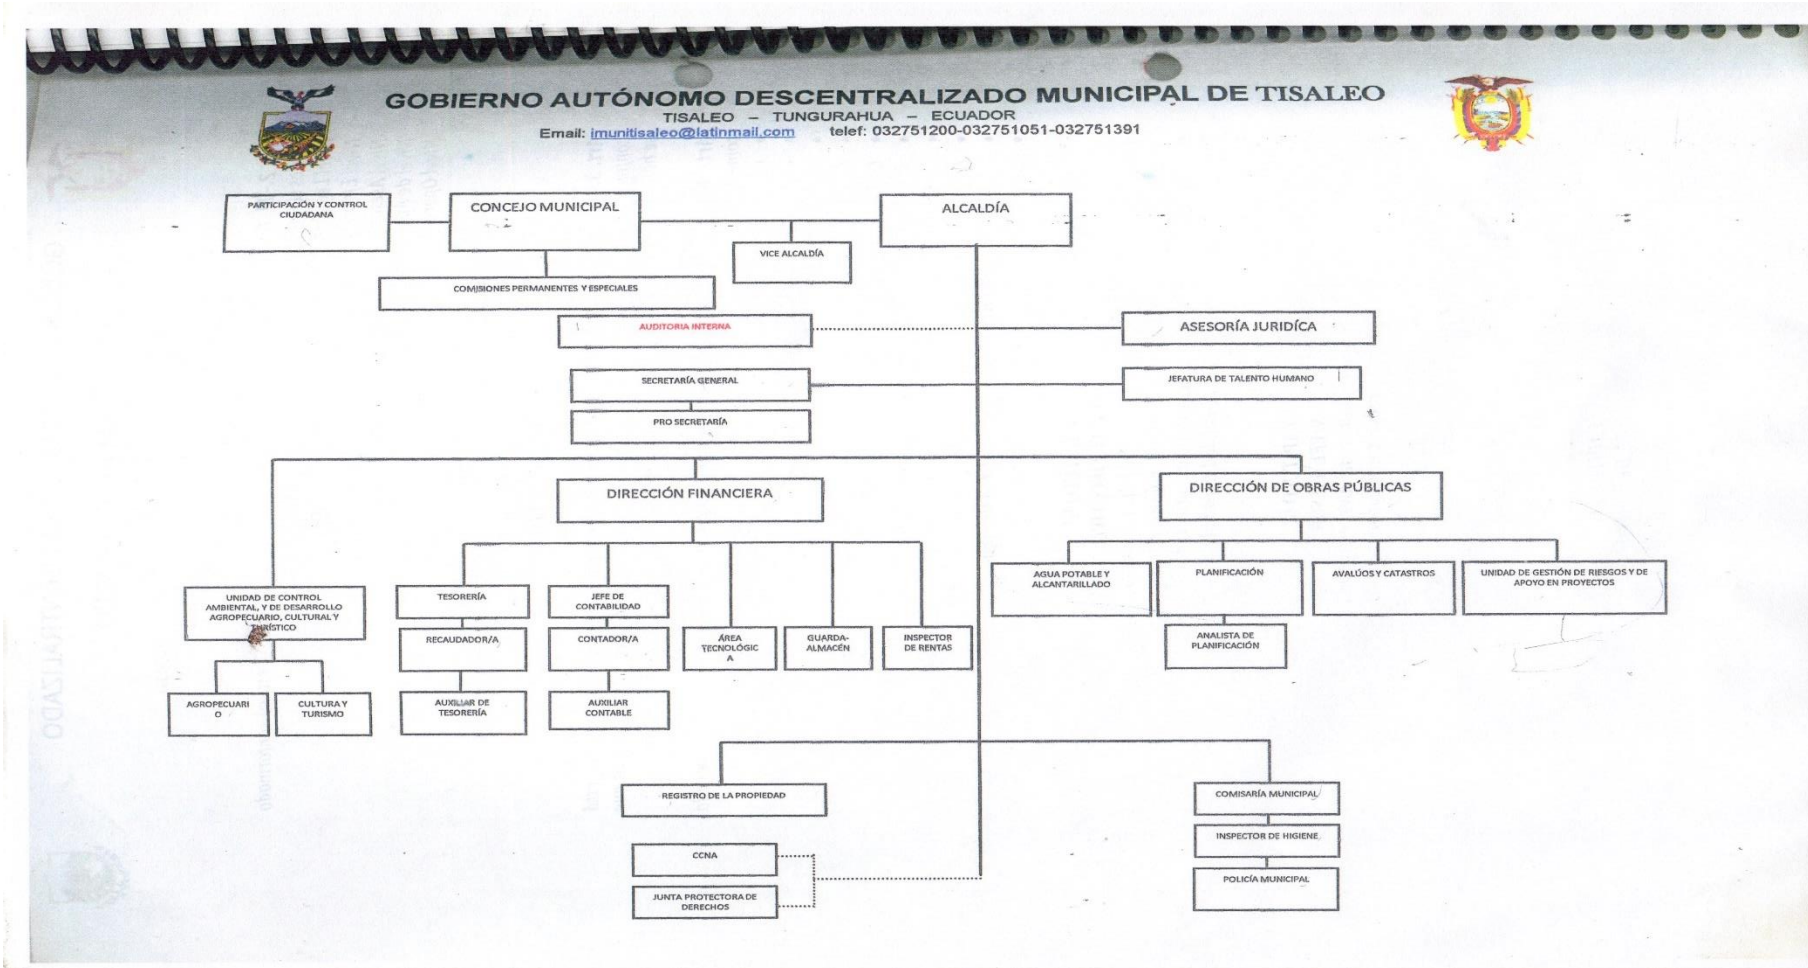 GOBIERNO AUTÓNOMO DESCENTRALIZADO MUNICIPAL DE TISALEO
TISALEO – TUNGURAHUA – ECUADOR
Email: imunitisaleo@latinmail.com telef: 032751200-032751051-032751391
PARTICIPACIÓN Y CONTROL
CIUDADANA
CONCEJO MUNICIPAL
ALCALDÍA
VICE ALCALDÍA
COMISIONES PERMANENTES Y ESPECIALES
AUDITORIA INTERNA
ASESORÍA JURIDÍCA
SECRETARÍA GENERAL
JEFATURA DE TALENTO HUMANO
PRO SECRETARÍA
DIRECCIÓN FINANCIERA
DIRECCIÓN DE OBRAS PÚBLICAS
UNIDAD DE CONTROL
AMBIENTAL, Y DE DESARROLLO
AGROPECUARIO, CULTURAL Y
TURÍSTICO
TESORERÍA
JEFE DE
CONTABILIDAD
AGUA POTABLE Y
ALCANTARILLADO
PLANIFICACIÓN
AVALÚOS Y CATASTROS
UNIDAD DE GESTIÓN DE RIESGOS Y DE
APOYO EN PROYECTOS
RECAUDADOR/A
CONTADOR/A
ÁREA
TECNOLÓGIC
A
GUARDA-
ALMACÉN
INSPECTOR
DE RENTAS
ANALISTA DE
PLANIFICACIÓN
AGROPECUARI
O
CULTURA Y
TURISMO
AUXILIAR DE
TESORERÍA
AUXILIAR
CONTABLE
REGISTRO DE LA PROPIEDAD
COMISARÍA MUNICIPAL
INSPECTOR DE HIGIENE
CCNA
POLICÍA MUNICIPAL
JUNTA PROTECTORA DE
DERECHOS